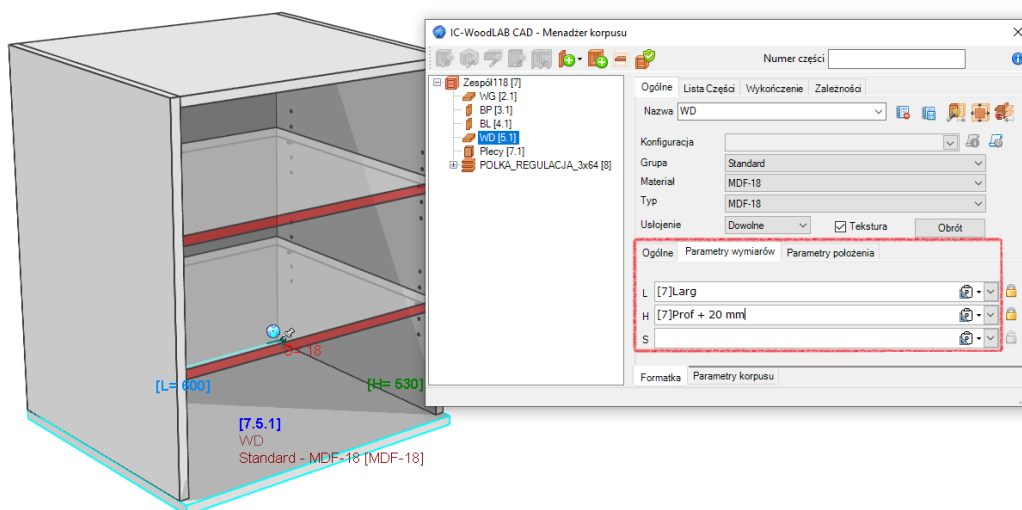 IC-WoodLAB CAD - Menadżer korpusu
Numer części
Zespół118 [7]
WG [2.1]
BP [3.1]
BL [4.1]
WD [5.1]
Plecy [7.1]
POLKA_REGULACJA_3x64 [8]
Ogólne Lista Części Wykończenie Zależności
Nazwa WD
Konfiguracja
Grupa Standard
Materiał MDF-18
Typ MDF-18
Usłojenie Dowolne Tekstura Obrót
Ogólne Parametry wymiarów Parametry położenia
L [7]Larg
H [7]Prof + 20 mm
S
Formatka Parametry korpusu
S= 18
[L= 600]
[H= 530]
[7.5.1]
WD
Standard - MDF-18 [MDF-18]